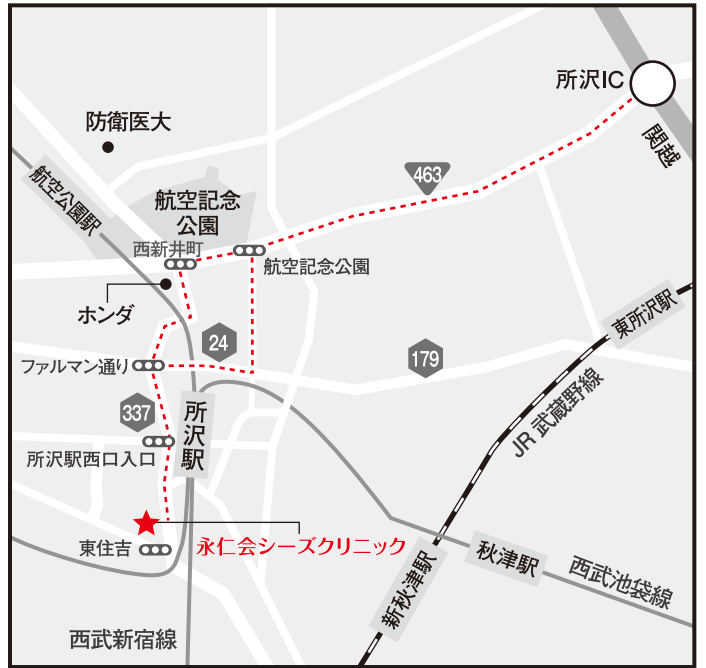 所沢IC
関越
防衛医大
463
航空公園駅
航空記念
公園
西新井町
航空記念公園
ホンダ
東所沢駅
24
179
ファルマン通り
JR 武蔵野線
337
所沢駅
所沢駅西口入口
永仁会シーズクリニック
東住吉
秋津駅
新秋津駅
西武池袋線
西武新宿線